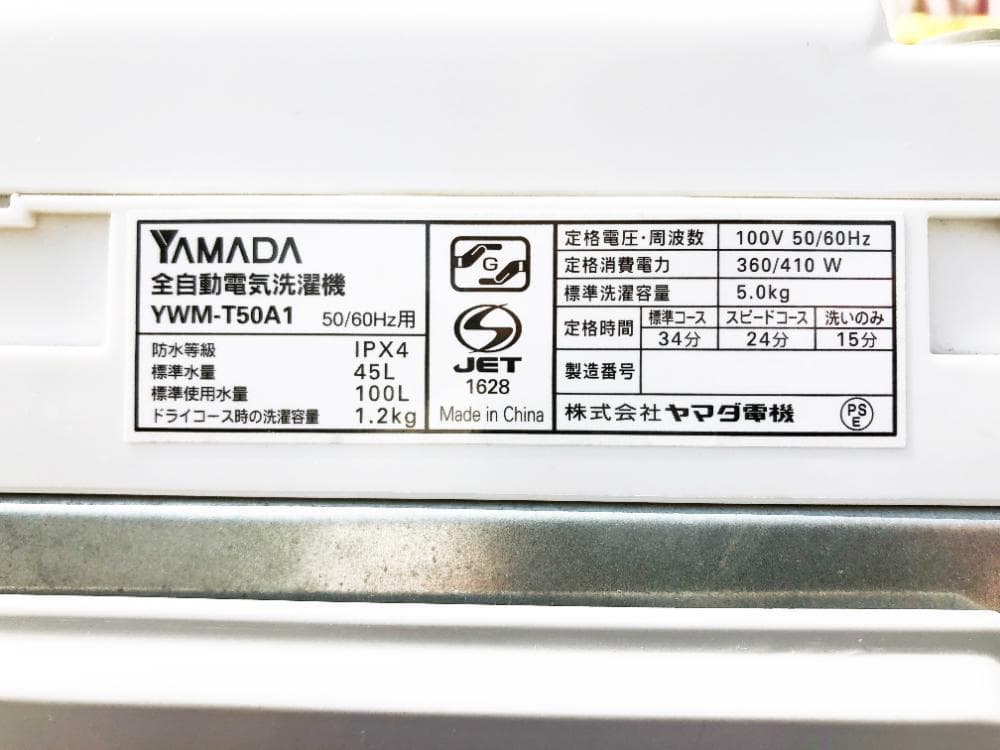 YAMADA
全自動電気洗濯機
YWM-T50A1 50/60Hz用
防水等級 IPX4
標準水量 45L
標準使用水量 100L
ドライコース時の洗濯容量 1.2kg
G
JET
1628
Made in China
定格電圧・周波数 100V 50/60Hz
定格消費電力 360/410 W
標準洗濯容量 5.0kg
定格時間 標準コース スピードコース 洗いのみ
34分 24分 15分
製造番号
株式会社ヤマダ電機 PS E